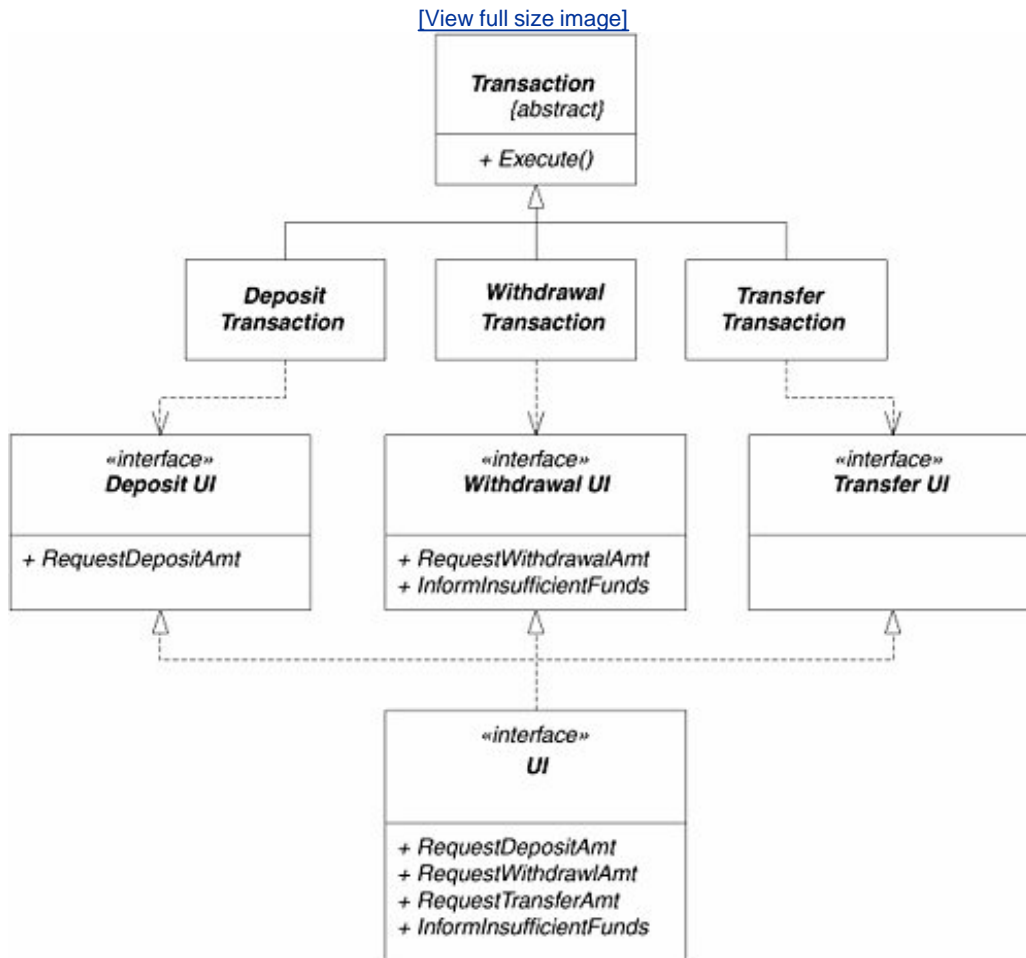 [View full size image]
Transaction
{abstract}
+ Execute()
Deposit
Transaction
Withdrawal
Transaction
Transfer
Transaction
«interface»
Deposit UI
+ RequestDepositAmt
«interface»
Withdrawal UI
+ RequestWithdrawalAmt
+ InformInsufficientFunds
«interface»
Transfer UI
«interface»
UI
+ RequestDepositAmt
+ RequestWithdrawlAmt
+ RequestTransferAmt
+ InformInsufficientFunds